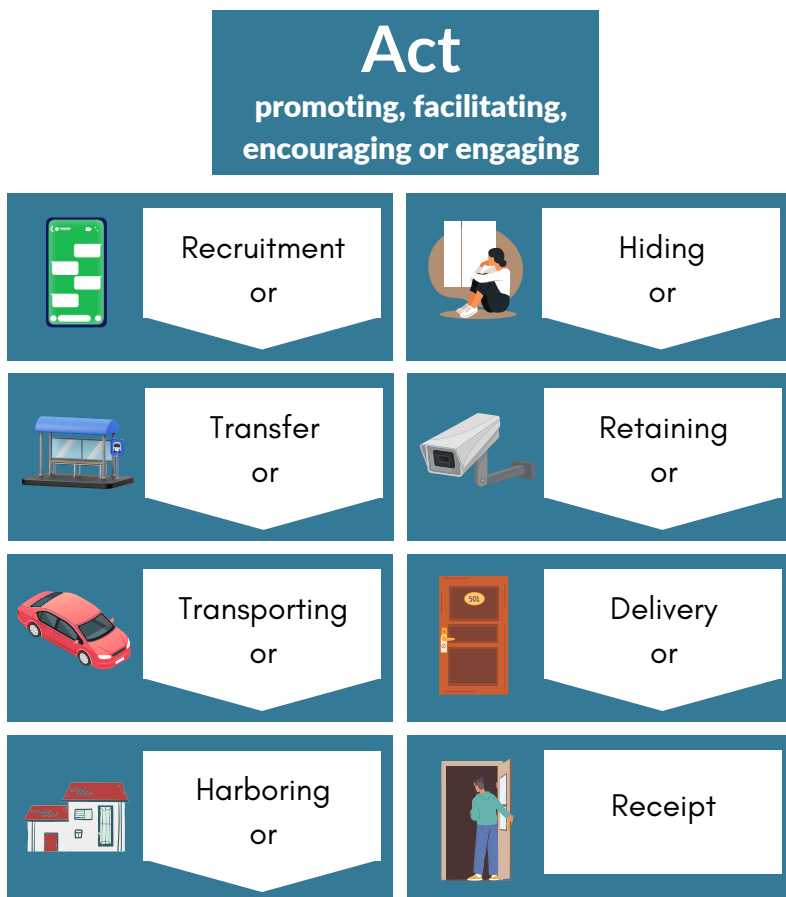 Act
promoting, facilitating,
encouraging or engaging
Recruitment
or
Transfer
or
Transporting
or
Harboring
or
Hiding
or
Retaining
or
501
Delivery
or
Receipt